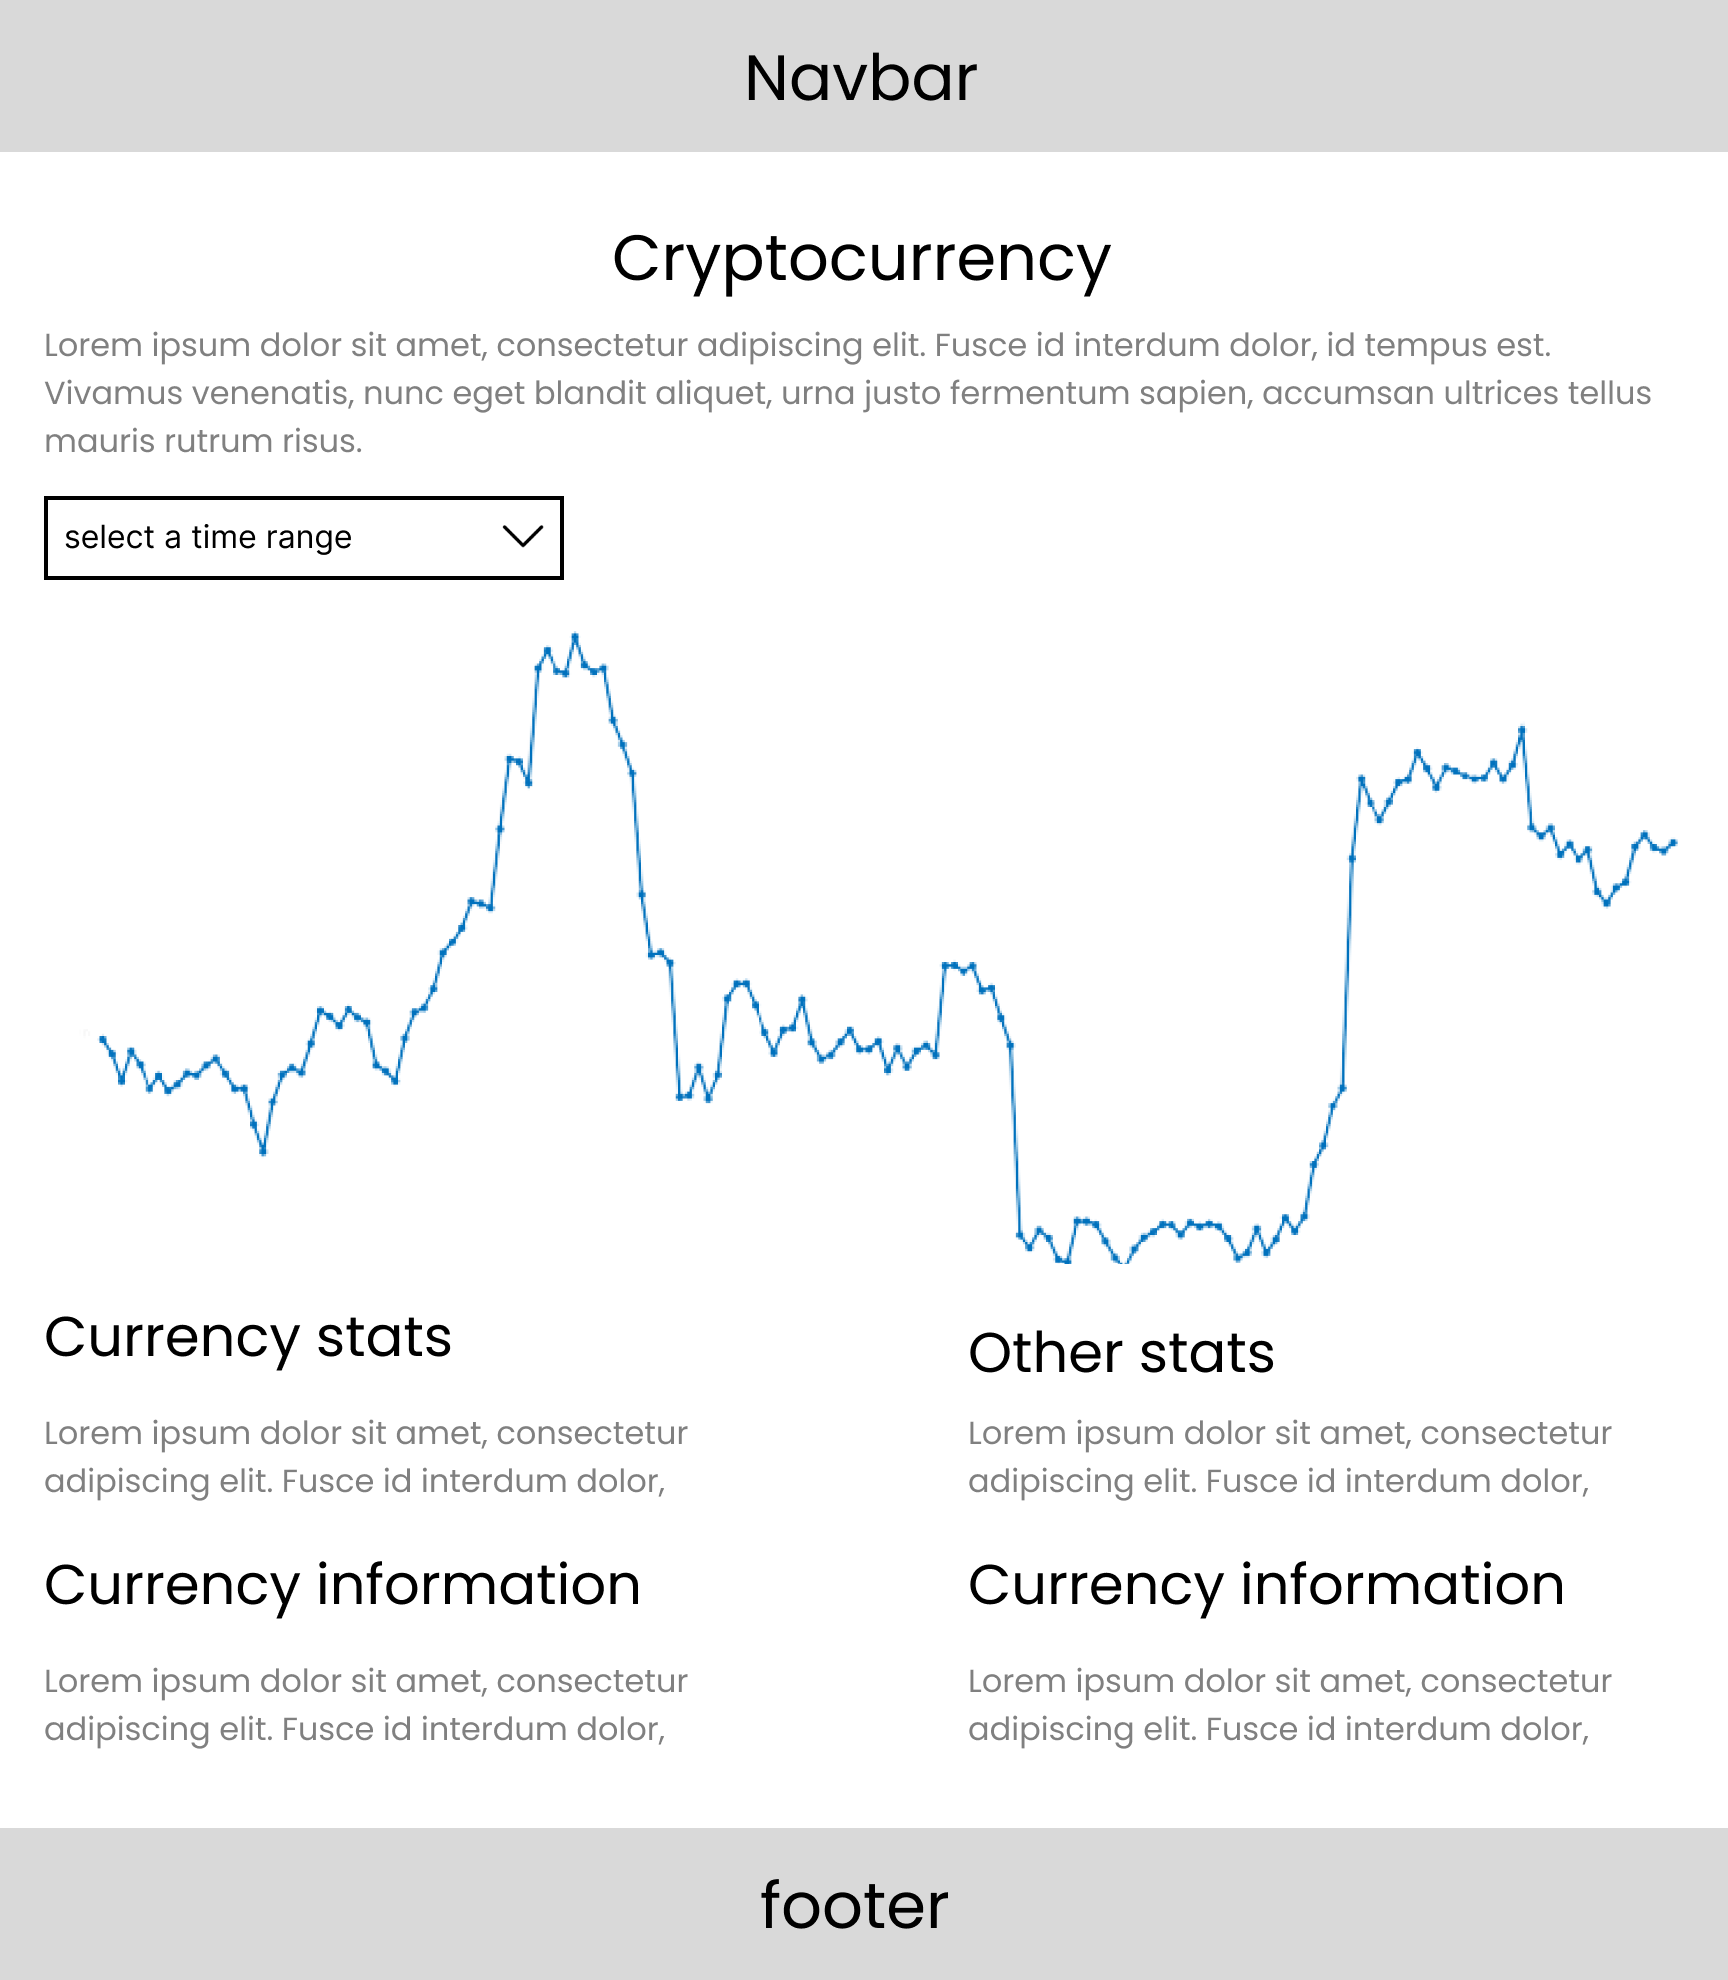 Navbar
Cryptocurrency
Lorem ipsum dolor sit amet, consectetur adipiscing elit. Fusce id interdum dolor, id tempus est.
Vivamus venenatis, nunc eget blandit aliquet, urna justo fermentum sapien, accumsan ultrices tellus
mauris rutrum risus.
select a time range
Currency stats
Lorem ipsum dolor sit amet, consectetur
adipiscing elit. Fusce id interdum dolor,
Other stats
Lorem ipsum dolor sit amet, consectetur
adipiscing elit. Fusce id interdum dolor,
Currency information
Lorem ipsum dolor sit amet, consectetur
adipiscing elit. Fusce id interdum dolor,
Currency information
Lorem ipsum dolor sit amet, consectetur
adipiscing elit. Fusce id interdum dolor,
footer